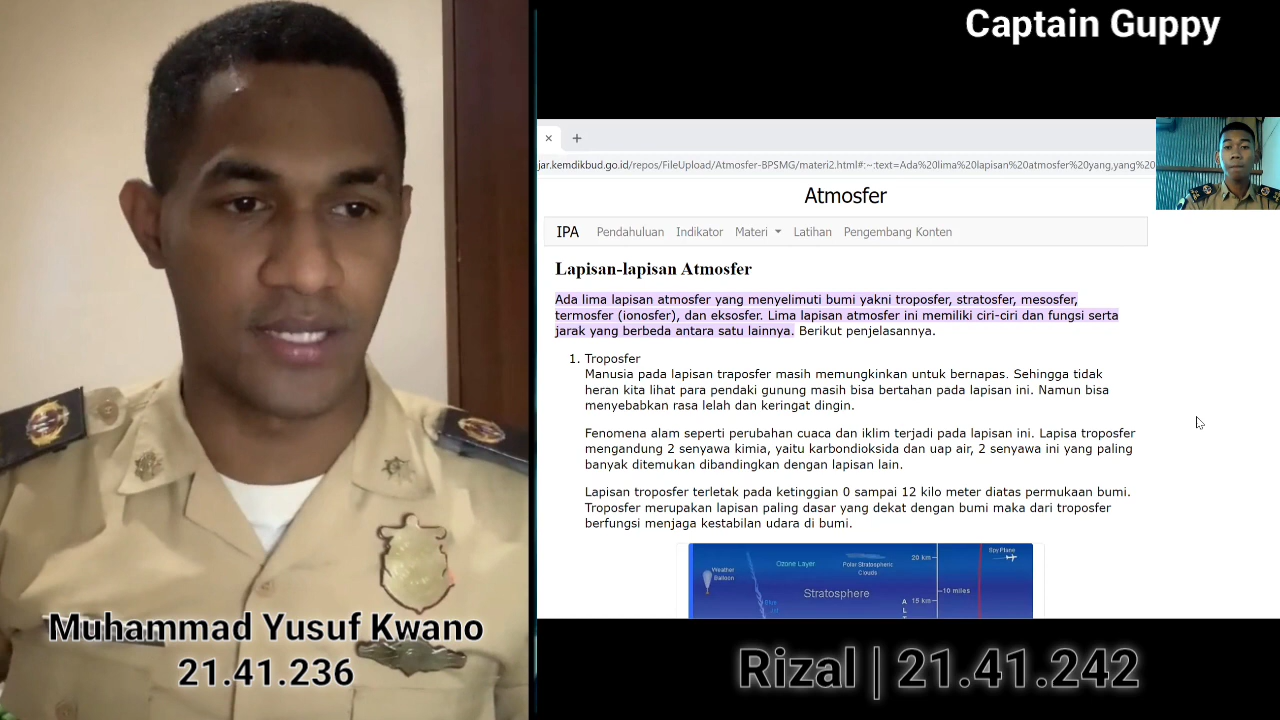 Captain Guppy
jar.kemdikbud.go.id/repos/FileUpload/Atmosfer-BPSMG/materi2.html#:~:text=Ada%20lima%20lapisan%20atmosfer%20yang,yang%20
Atmosfer
IPA Pendahuluan Indikator Materi Latihan Pengembang Konten
Lapisan-lapisan Atmosfer
Ada lima lapisan atmosfer yang menyelimuti bumi yakni troposfer, stratosfer, mesosfer,
termosfer (ionosfer), dan eksosfer. Lima lapisan atmosfer ini memiliki ciri-ciri dan fungsi serta
jarak yang berbeda antara satu lainnya. Berikut penjelasannya.
1. Troposfer
Manusia pada lapisan traposfer masih memungkinkan untuk bernapas. Sehingga tidak
heran kita lihat para pendaki gunung masih bisa bertahan pada lapisan ini. Namun bisa
menyebabkan rasa lelah dan keringat dingin.
Fenomena alam seperti perubahan cuaca dan iklim terjadi pada lapisan ini. Lapisa troposfer
mengandung 2 senyawa kimia, yaitu karbondioksida dan uap air, 2 senyawa ini yang paling
banyak ditemukan dibandingkan dengan lapisan lain.
Lapisan troposfer terletak pada ketinggian 0 sampai 12 kilo meter diatas permukaan bumi.
Troposfer merupakan lapisan paling dasar yang dekat dengan bumi maka dari troposfer
berfungsi menjaga kestabilan udara di bumi.
Weather
Balloon
Ozone Layer
Polar Stratospheric
Clouds
20 km
Spy Plane
Stratosphere
10 miles
15 km
A
L
Blue
Jet
Muhammad Yusuf Kwano
21.41.236
Rizal | 21.41.242